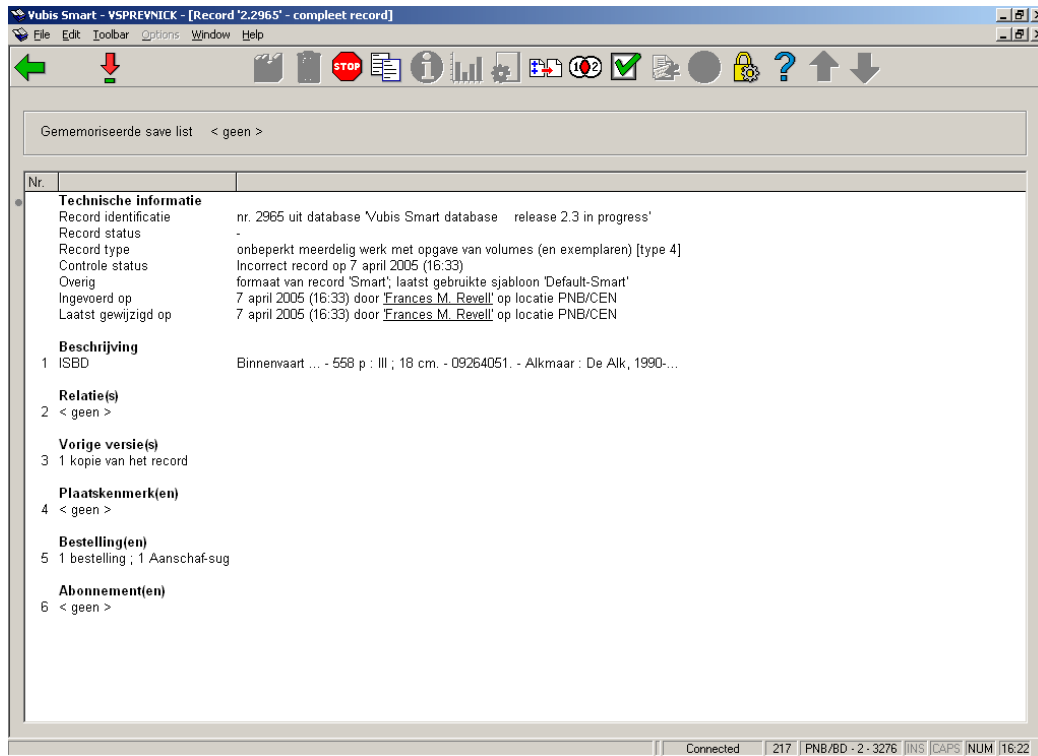 Vubis Smart - VSPREVNICK - [Record '2.2965' - compleet record]
File Edit Toolbar Options Window Help
STOP
Gememoriseerde save list < geen >
Nr.
Technische informatie
Record identificatie nr. 2965 uit database 'Vubis Smart database release 2.3 in progress'
Record status -
Record type onbeperkt meerdelig werk met opgave van volumes (en exemplaren) [type 4]
Controle status Incorrect record op 7 april 2005 (16:33)
Overig formaat van record 'Smart'; laatst gebruikte sjabloon 'Default-Smart'
Ingevoerd op 7 april 2005 (16:33) door 'Frances M. Revell' op locatie PNB/CEN
Laatst gewijzigd op 7 april 2005 (16:33) door 'Frances M. Revell' op locatie PNB/CEN
Beschrijving
1 ISBD Binnenvaart ... - 558 p : III ; 18 cm. - 09264051. - Alkmaar : De Alk, 1990-...
Relatie(s)
2 < geen >
Vorige versie(s)
3 1 kopie van het record
Plaatskenmerk(en)
4 < geen >
Bestelling(en)
5 1 bestelling ; 1 Aanschaf-sug
Abonnement(en)
6 < geen >
Connected 217 PNB/BD - 2 - 3276 INS CAPS NUM 16:22